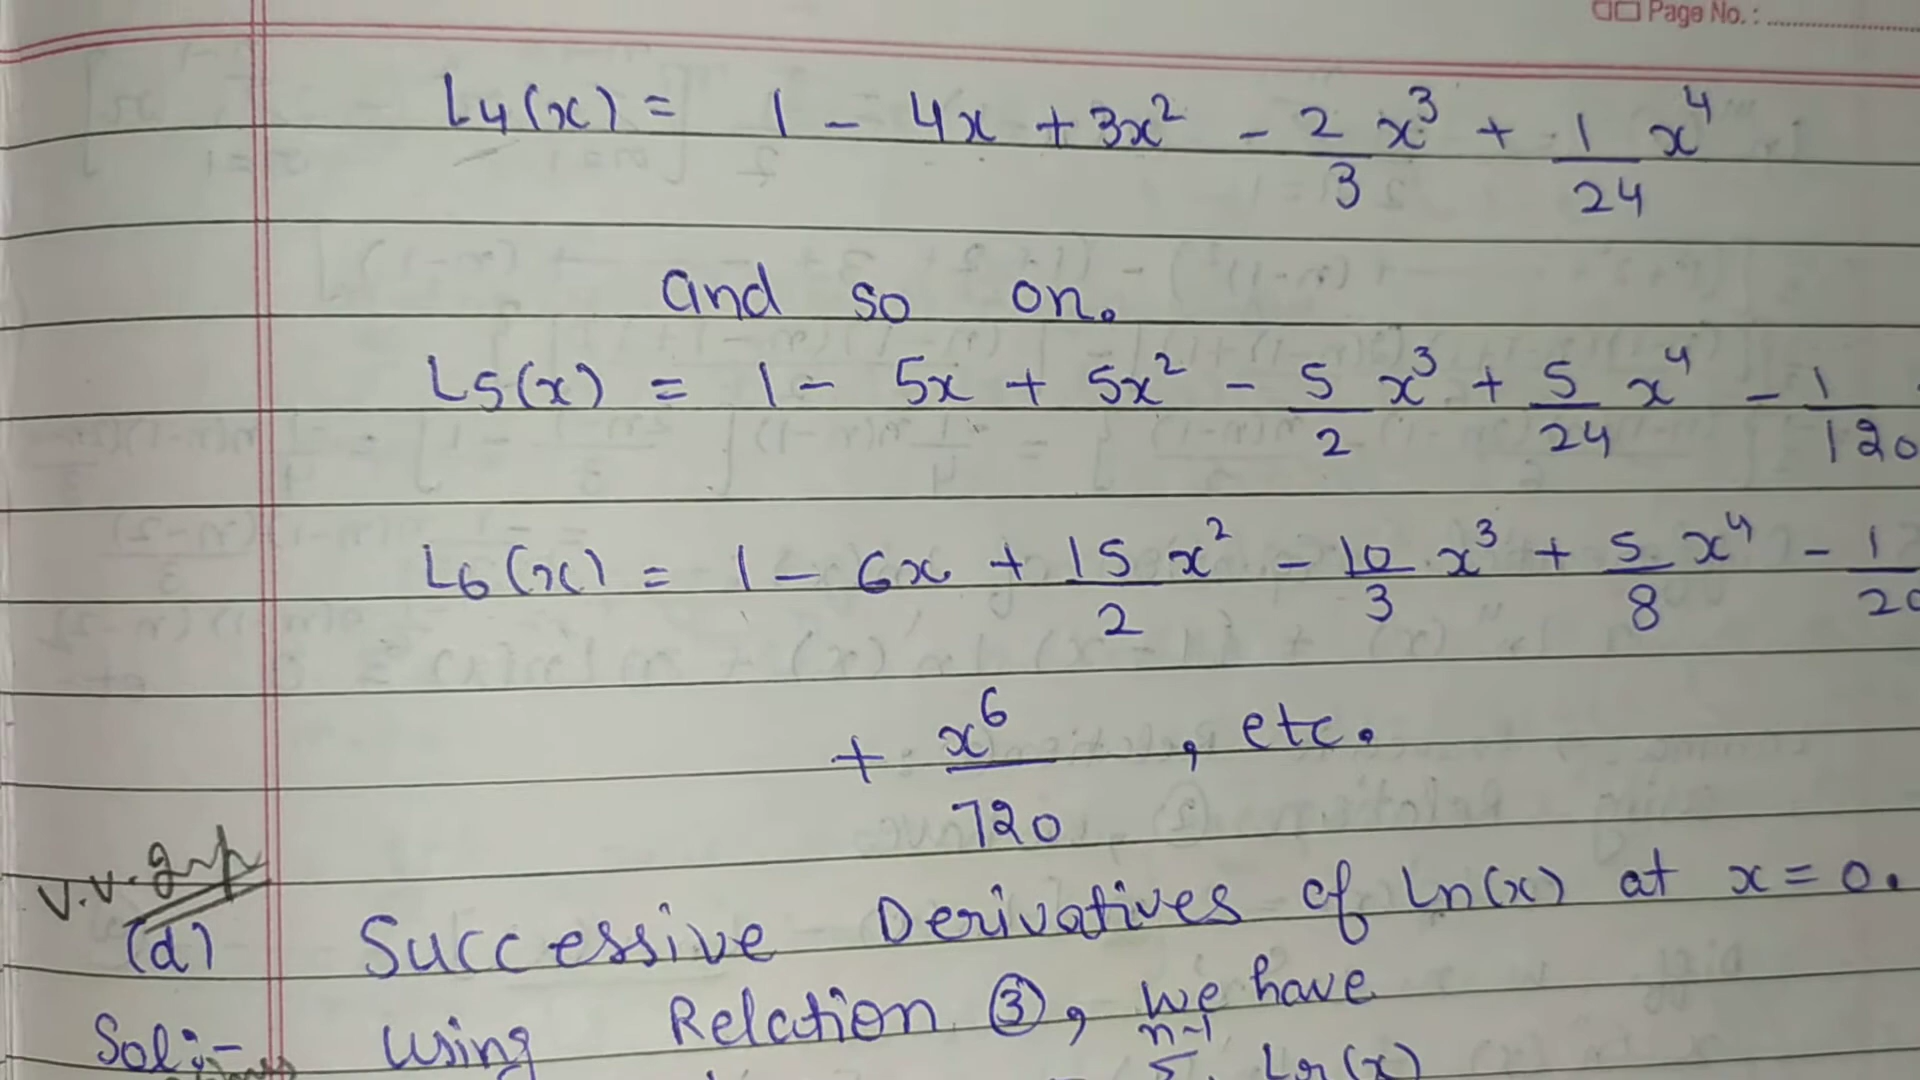 Page No.:
L4(x) = 1 - 4x + 3x² - 2/3 x³ + 1/24 x⁴
and so on.
L5(x) = 1 - 5x + 5x² - 5/2 x³ + 5/24 x⁴ - 1/120
L6(x) = 1 - 6x + 15/2 x² - 10/3 x³ + 5/8 x⁴ - 1/20
+ x⁶/720, etc.
v.v.
(d) Successive Derivatives of Ln(x) at x = 0.
Sol:- Using Relation ③, we have
n-1
Lr(x)